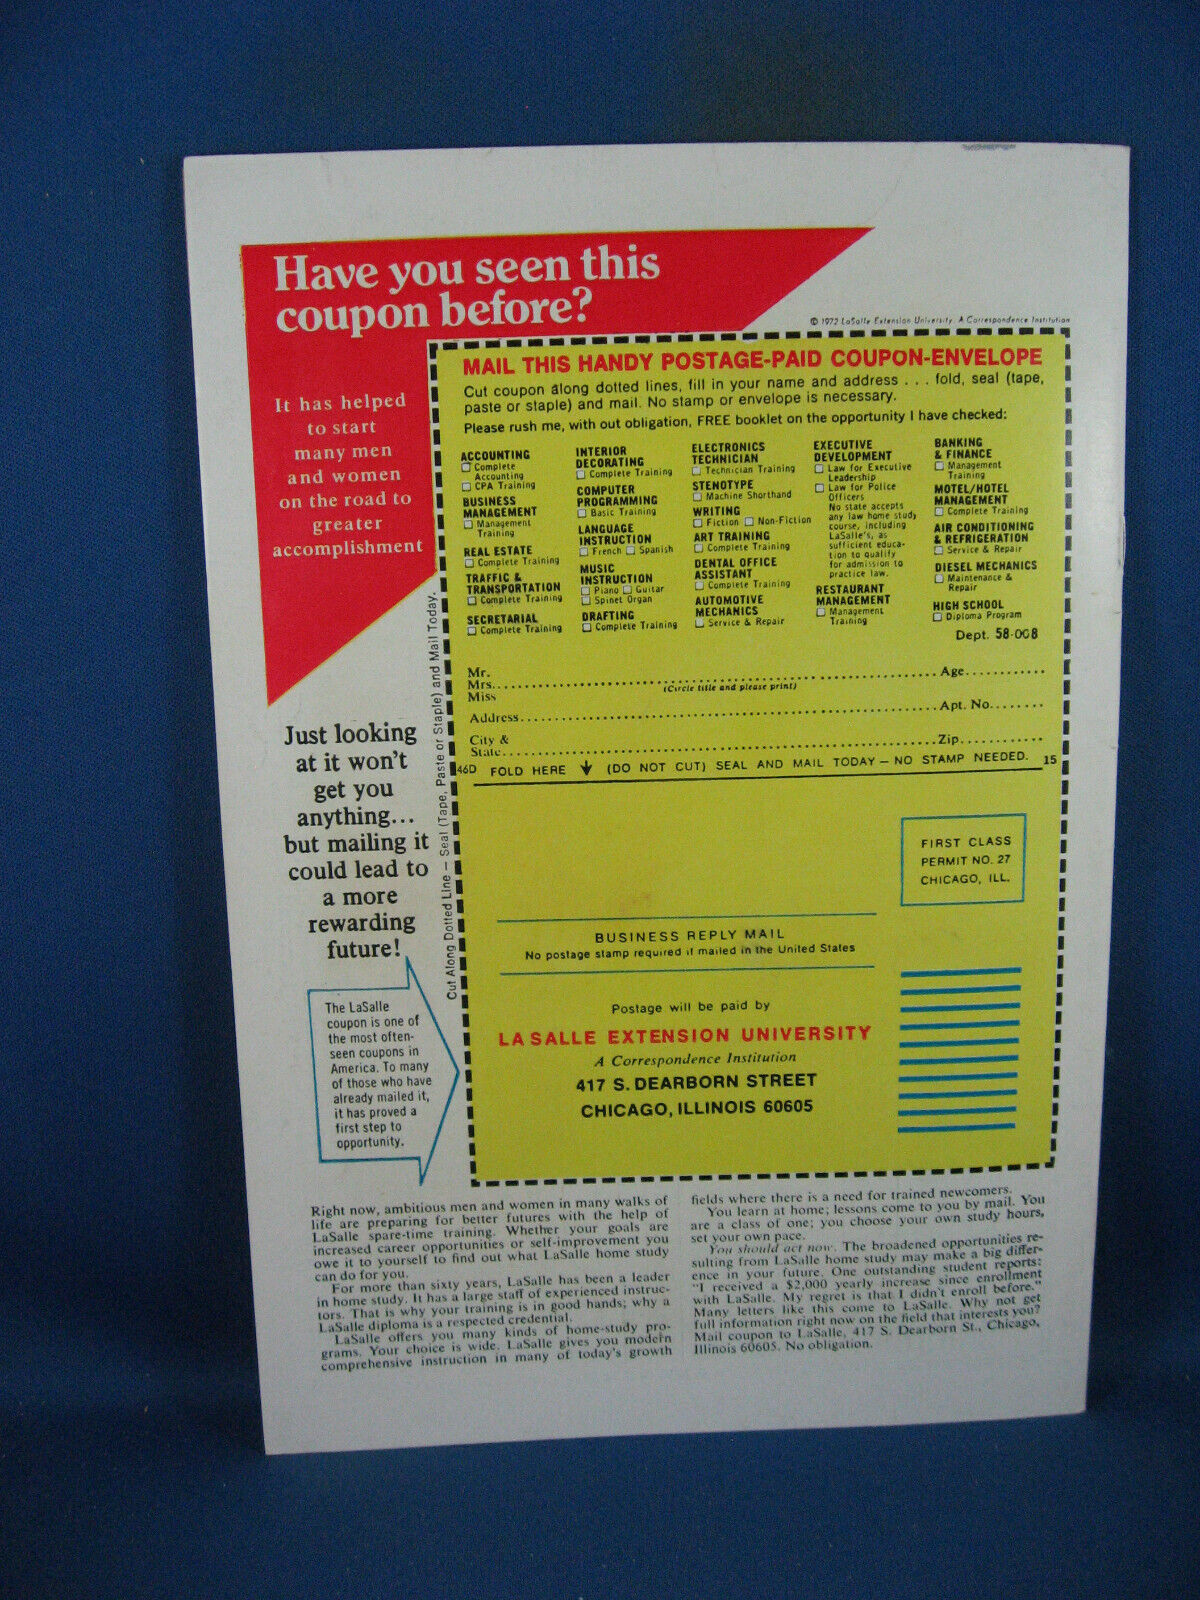 Have you seen this
coupon before?
© 1972 LaSalle Extension University, A Correspondence Institution
It has helped
to start
many men
and women
on the road to
greater
accomplishment
MAIL THIS HANDY POSTAGE-PAID COUPON-ENVELOPE
Cut coupon along dotted lines, fill in your name and address . . . fold, seal (tape,
paste or staple) and mail. No stamp or envelope is necessary.
Please rush me, with out obligation, FREE booklet on the opportunity I have checked:
ACCOUNTING
☐ Complete
Accounting
☐ CPA Training
BUSINESS
MANAGEMENT
☐ Management
Training
REAL ESTATE
☐ Complete Training
TRAFFIC &
TRANSPORTATION
☐ Complete Training
SECRETARIAL
☐ Complete Training
INTERIOR
DECORATING
☐ Complete Training
COMPUTER
PROGRAMMING
☐ Basic Training
LANGUAGE
INSTRUCTION
☐ French ☐ Spanish
MUSIC
INSTRUCTION
☐ Piano ☐ Guitar
☐ Spinet Organ
DRAFTING
☐ Complete Training
ELECTRONICS
TECHNICIAN
☐ Technician Training
STENOTYPE
☐ Machine Shorthand
WRITING
☐ Fiction ☐ Non-Fiction
ART TRAINING
☐ Complete Training
DENTAL OFFICE
ASSISTANT
☐ Complete Training
AUTOMOTIVE
MECHANICS
☐ Service & Repair
EXECUTIVE
DEVELOPMENT
☐ Law for Executive
Leadership
☐ Law for Police
Officers
No state accepts
any law home study
course, including
LaSalle's, as
sufficient educa-
tion to qualify
for admission to
practice law.
RESTAURANT
MANAGEMENT
☐ Management
Training
BANKING
& FINANCE
☐ Management
Training
MOTEL/HOTEL
MANAGEMENT
☐ Complete Training
AIR CONDITIONING
& REFRIGERATION
☐ Service & Repair
DIESEL MECHANICS
☐ Maintenance &
Repair
HIGH SCHOOL
☐ Diploma Program
Dept. 58-008
Mr.
Mrs. Age
Miss (Circle title and please print)
Address Apt. No.
City &
State Zip
46D FOLD HERE ↓ (DO NOT CUT) SEAL AND MAIL TODAY — NO STAMP NEEDED. 15
Cut Along Dotted Line — Seal (Tape, Paste or Staple) and Mail Today.
Just looking
at it won't
get you
anything...
but mailing it
could lead to
a more
rewarding
future!
The LaSalle
coupon is one of
the most often-
seen coupons in
America. To many
of those who have
already mailed it,
it has proved a
first step to
opportunity.
FIRST CLASS
PERMIT NO. 27
CHICAGO, ILL.
BUSINESS REPLY MAIL
No postage stamp required if mailed in the United States
Postage will be paid by
LA SALLE EXTENSION UNIVERSITY
A Correspondence Institution
417 S. DEARBORN STREET
CHICAGO, ILLINOIS 60605
Right now, ambitious men and women in many walks of
life are preparing for better futures with the help of
LaSalle spare-time training. Whether your goals are
increased career opportunities or self-improvement you
owe it to yourself to find out what LaSalle home study
can do for you.
For more than sixty years, LaSalle has been a leader
in home study. It has a large staff of experienced instruc-
tors. That is why your training is in good hands; why a
LaSalle diploma is a respected credential.
LaSalle offers you many kinds of home-study pro-
grams. Your choice is wide. LaSalle gives you modern
comprehensive instruction in many of today's growth
fields where there is a need for trained newcomers.
You learn at home; lessons come to you by mail. You
are a class of one; you choose your own study hours,
set your own pace.
You should act now. The broadened opportunities re-
sulting from LaSalle home study may make a big differ-
ence in your future. One outstanding student reports:
"I received a $2,000 yearly increase since enrollment
with LaSalle. My regret is that I didn't enroll before."
Many letters like this come to LaSalle. Why not get
full information right now on the field that interests you?
Mail coupon to LaSalle, 417 S. Dearborn St., Chicago,
Illinois 60605. No obligation.